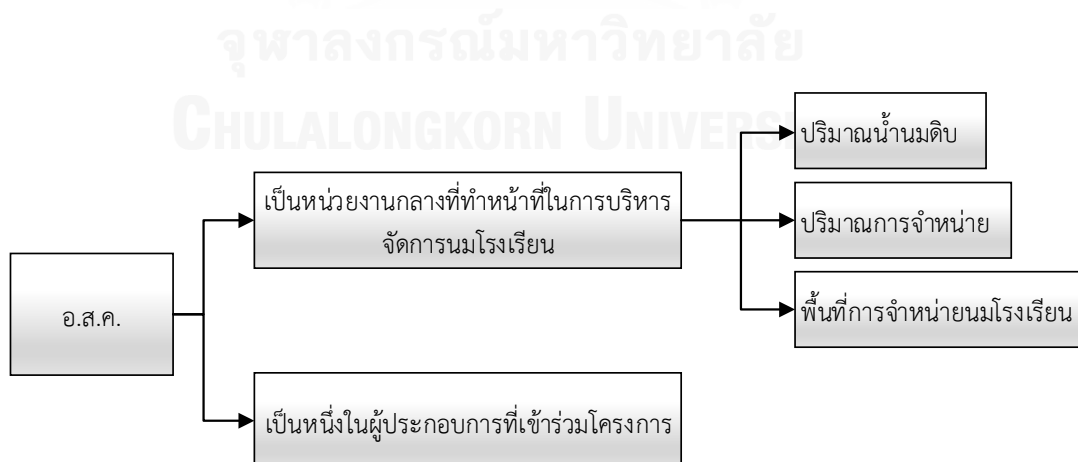 จุฬาลงกรณ์มหาวิทยาลัย
CHULALONGKORN UNIVERS
ปริมาณน้ำนมดิบ
เป็นหน่วยงานกลางที่ทำหน้าที่ในการบริหาร
จัดการนมโรงเรียน
ปริมาณการจำหน่าย
อ.ส.ค.
พื้นที่การจำหน่ายนมโรงเรียน
เป็นหนึ่งในผู้ประกอบการที่เข้าร่วมโครงการ